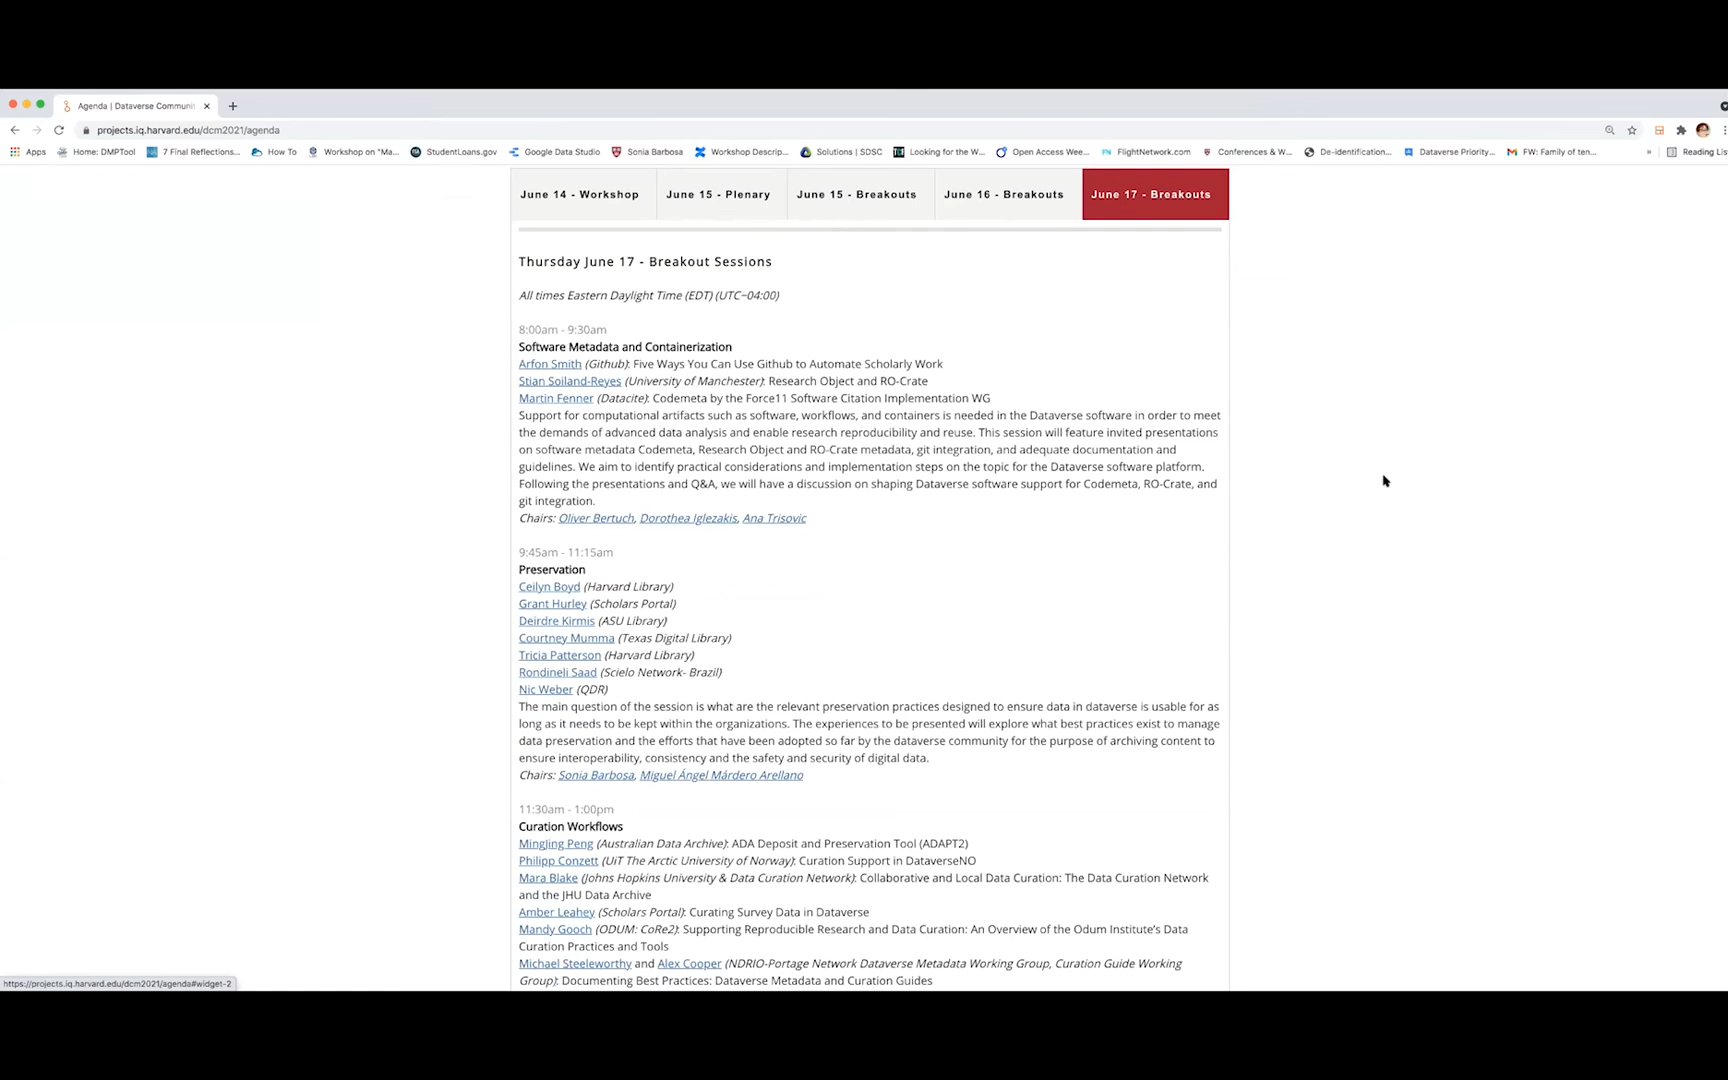 Agenda | Dataverse Communi
projects.iq.harvard.edu/dcm2021/agenda
Apps Home: DMPTool 7 Final Reflections... How To Workshop on "Ma... StudentLoans.gov Google Data Studio Sonia Barbosa Workshop Descrip... Solutions | SDSC Looking for the W... Open Access Wee... FlightNetwork.com Conferences & W... De-identification... Dataverse Priority... FW: Family of ten... » Reading Lis
June 14 - Workshop June 15 - Plenary June 15 - Breakouts June 16 - Breakouts June 17 - Breakouts
Thursday June 17 - Breakout Sessions
All times Eastern Daylight Time (EDT) (UTC−04:00)
8:00am - 9:30am
Software Metadata and Containerization
Arfon Smith (Github): Five Ways You Can Use Github to Automate Scholarly Work
Stian Soiland-Reyes (University of Manchester): Research Object and RO-Crate
Martin Fenner (Datacite): Codemeta by the Force11 Software Citation Implementation WG
Support for computational artifacts such as software, workflows, and containers is needed in the Dataverse software in order to meet
the demands of advanced data analysis and enable research reproducibility and reuse. This session will feature invited presentations
on software metadata Codemeta, Research Object and RO-Crate metadata, git integration, and adequate documentation and
guidelines. We aim to identify practical considerations and implementation steps on the topic for the Dataverse software platform.
Following the presentations and Q&A, we will have a discussion on shaping Dataverse software support for Codemeta, RO-Crate, and
git integration.
Chairs: Oliver Bertuch, Dorothea Iglezakis, Ana Trisovic
9:45am - 11:15am
Preservation
Ceilyn Boyd (Harvard Library)
Grant Hurley (Scholars Portal)
Deirdre Kirmis (ASU Library)
Courtney Mumma (Texas Digital Library)
Tricia Patterson (Harvard Library)
Rondineli Saad (Scielo Network- Brazil)
Nic Weber (QDR)
The main question of the session is what are the relevant preservation practices designed to ensure data in dataverse is usable for as
long as it needs to be kept within the organizations. The experiences to be presented will explore what best practices exist to manage
data preservation and the efforts that have been adopted so far by the dataverse community for the purpose of archiving content to
ensure interoperability, consistency and the safety and security of digital data.
Chairs: Sonia Barbosa, Miguel Ángel Márdero Arellano
11:30am - 1:00pm
Curation Workflows
MingJing Peng (Australian Data Archive): ADA Deposit and Preservation Tool (ADAPT2)
Philipp Conzett (UiT The Arctic University of Norway): Curation Support in DataverseNO
Mara Blake (Johns Hopkins University & Data Curation Network): Collaborative and Local Data Curation: The Data Curation Network
and the JHU Data Archive
Amber Leahey (Scholars Portal): Curating Survey Data in Dataverse
Mandy Gooch (ODUM: CoRe2): Supporting Reproducible Research and Data Curation: An Overview of the Odum Institute's Data
Curation Practices and Tools
Michael Steeleworthy and Alex Cooper (NDRIO-Portage Network Dataverse Metadata Working Group, Curation Guide Working
Group): Documenting Best Practices: Dataverse Metadata and Curation Guides
https://projects.iq.harvard.edu/dcm2021/agenda#widget-2